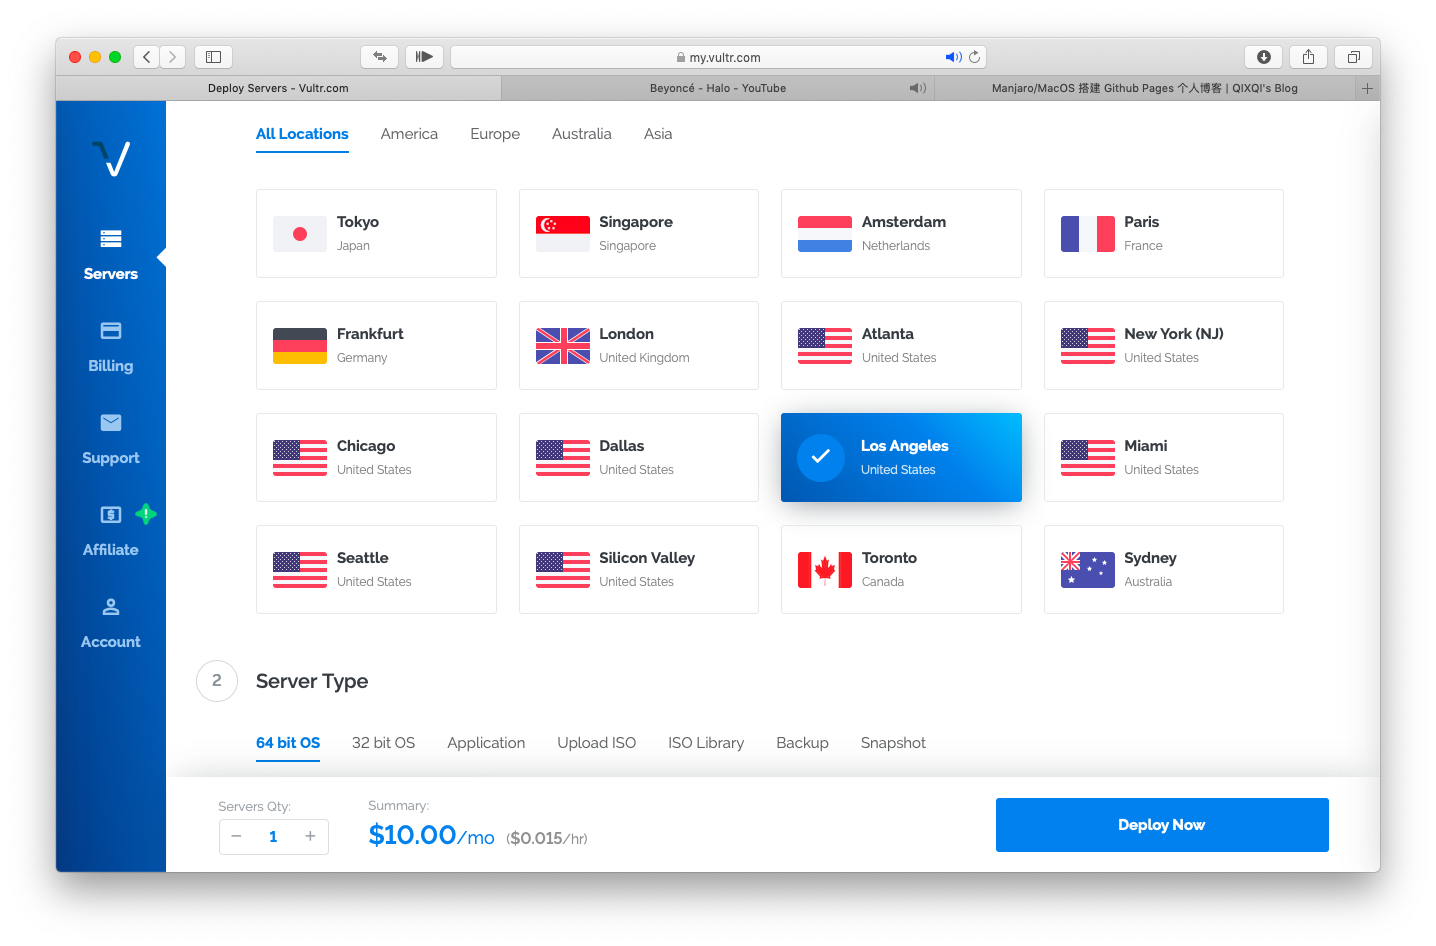 my.vultr.com
Deploy Servers - Vultr.com
Beyoncé - Halo - YouTube
Manjaro/MacOS 搭建 Github Pages 个人博客 | QIXQI's Blog
Servers
Billing
Support
Affiliate
Account
All Locations America Europe Australia Asia
Tokyo
Japan
Singapore
Singapore
Amsterdam
Netherlands
Paris
France
Frankfurt
Germany
London
United Kingdom
Atlanta
United States
New York (NJ)
United States
Chicago
United States
Dallas
United States
Los Angeles
United States
Miami
United States
Seattle
United States
Silicon Valley
United States
Toronto
Canada
Sydney
Australia
2 Server Type
64 bit OS 32 bit OS Application Upload ISO ISO Library Backup Snapshot
Servers Qty:
− 1 +
Summary:
$10.00/mo ($0.015/hr)
Deploy Now